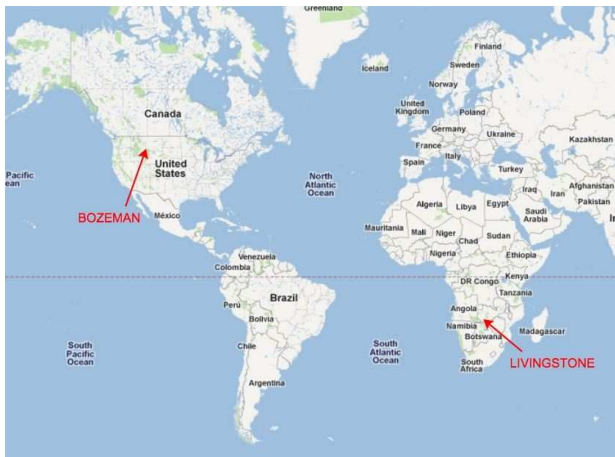 Greenland
Iceland
Finland
Sweden
Norway
Canada
United
Kingdom
Poland
Germany
Ukraine
Kazakhstan
France
Italy
Spain
Turkey
United
States
Pacific
ean
North
Atlantic
Ocean
BOZEMAN
México
Iraq
Iran
Afghanistan
Pakistan
Algeria
Libya
Egypt
Saudi
Arabia
In
Mauritania
Mali
Niger
Chad
Sudan
Nigeria
Ethiopia
Venezuela
Colombia
DR Congo
Kenya
Tanzania
Perú
Brazil
Bolivia
Angola
Namibia
Botswana
Madagascar
South
Pacific
Ocean
Chile
South
Atlantic
Ocean
South
Africa
LIVINGSTONE
Argentina